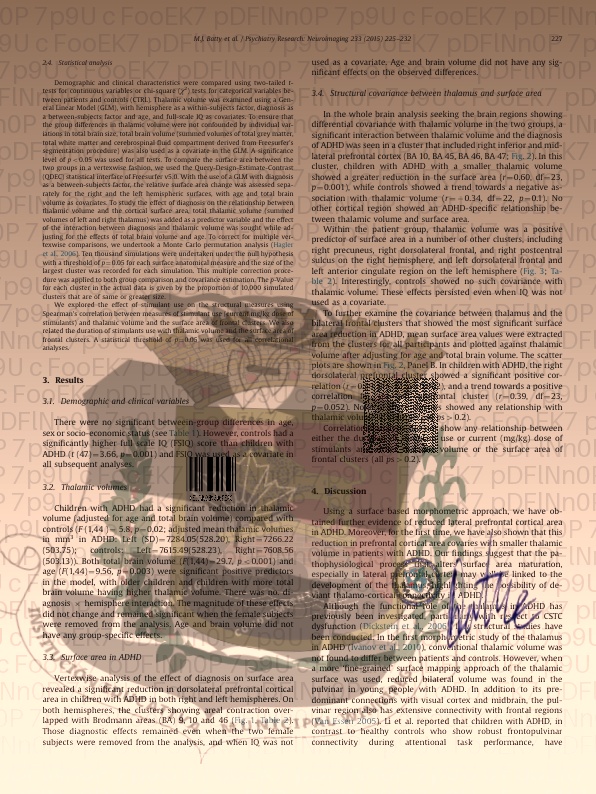 M.J. Batty et al. / Psychiatry Research: Neuroimaging 233 (2015) 225–232
227
2.4. Statistical analysis
Demographic and clinical characteristics were compared using two-tailed t-
tests for continuous variables or chi-square (χ²) tests for categorical variables be-
tween patients and controls (CTRL). Thalamic volume was examined using a Gen-
eral Linear Model (GLM), with hemisphere as a within-subjects factor, diagnosis as
a between-subjects factor and age, and full-scale IQ as covariates. To ensure that
the group differences in thalamic volume were not confounded by individual var-
iations in total brain size, total brain volume (summed volumes of total grey matter,
total white matter and cerebrospinal fluid compartment derived from Freesurfer's
segmentation procedure) was also used as a covariate in the GLM. A significance
level of p < 0.05 was used for all tests. To compare the surface area between the
two groups in a vertexwise fashion, we used the Query-Design-Estimate-Contrast
(QDEC) statistical interface of Freesurfer v5.0. With the use of a GLM with diagnosis
as a between-subjects factor, the relative surface area change was assessed sepa-
rately for the right and the left hemispheric surfaces, with age and total brain
volume as covariates. To study the effect of diagnosis on the relationship between
thalamic volume and the cortical surface area, total thalamic volume (summed
volumes of left and right thalamus) was added as a predictor variable and the effect
of the interaction between diagnosis and thalamic volume was sought while ad-
justing for the effects of total brain volume and age. To correct for multiple ver-
texwise comparisons, we undertook a Monte Carlo permutation analysis (Hagler
et al., 2006). Ten thousand simulations were undertaken under the null hypothesis
with a threshold of p=0.05 for each surface anatomical measure and the size of the
largest cluster was recorded for each simulation. This multiple correction proce-
dure was applied to both group comparison and covariance estimation. The p-Value
for each cluster in the actual data is given by the proportion of 10,000 simulated
clusters that are of same or greater size.
We explored the effect of stimulant use on the structural measures using
Spearman's correlation between measures of stimulant use (current mg/kg dose of
stimulants) and thalamic volume and the surface area of frontal clusters. We also
related the duration of stimulants use with thalamic volume and the surface area of
frontal clusters. A statistical threshold of p=0.05 was used for all correlational
analyses.
3. Results
3.1. Demographic and clinical variables
There were no significant between-group differences in age,
sex or socio-economic status (see Table 1). However, controls had a
significantly higher full scale IQ (FSIQ) score than children with
ADHD (t (47)=3.66, p=0.001) and FSIQ was used as a covariate in
all subsequent analyses.
3.2. Thalamic volumes
Children with ADHD had a significant reduction in thalamic
volume (adjusted for age and total brain volume) compared with
controls (F (1,44 ) = 5.8, p=0.02; adjusted mean thalamic volumes
in mm³ in ADHD: Left (SD)=7284.05(528.20), Right=7266.22
(503.75); controls: Left=7615.49(528.23), Right=7608.56
(503.13)). Both total brain volume (F(1,44)=29.7, p<0.001) and
age (F(1,44)=9.56, p=0.003) were significant positive predictors
in the model, with older children and children with more total
brain volume having higher thalamic volume. There was no di-
agnosis × hemisphere interaction. The magnitude of these effects
did not change and remained significant when the female subjects
were removed from the analysis. Age and brain volume did not
have any group-specific effects.
3.3. Surface area in ADHD
Vertexwise analysis of the effect of diagnosis on surface area
revealed a significant reduction in dorsolateral prefrontal cortical
area in children with ADHD in both right and left hemispheres. On
both hemispheres, the clusters showing areal contraction over-
lapped with Brodmann areas (BA) 9, 10 and 46 (Fig. 1, Table 2).
Those diagnostic effects remained even when the two female
subjects were removed from the analysis, and when IQ was not
used as a covariate. Age and brain volume did not have any sig-
nificant effects on the observed differences.
3.4. Structural covariance between thalamus and surface area
In the whole brain analysis seeking the brain regions showing
differential covariance with thalamic volume in the two groups, a
significant interaction between thalamic volume and the diagnosis
of ADHD was seen in a cluster that included right inferior and mid-
lateral prefrontal cortex (BA 10, BA 45, BA 46, BA 47; Fig. 2). In this
cluster, children with ADHD with a smaller thalamic volume
showed a greater reduction in the surface area (r=0.60, df=23,
p=0.001), while controls showed a trend towards a negative as-
sociation with thalamic volume (r= −0.34, df=22, p=0.1). No
other cortical region showed an ADHD-specific relationship be-
tween thalamic volume and surface area.
Within the patient group, thalamic volume was a positive
predictor of surface area in a number of other clusters, including
right precuneus, right dorsolateral frontal, and right postcentral
sulcus on the right hemisphere, and left dorsolateral frontal and
left anterior cingulate region on the left hemisphere (Fig. 3; Ta-
ble 2). Interestingly, controls showed no such covariance with
thalamic volume. These effects persisted even when IQ was not
used as a covariate.
To further examine the covariance between thalamus and the
bilateral frontal clusters that showed the most significant surface
area reduction in ADHD, mean surface area values were extracted
from the clusters for all participants and plotted against thalamic
volume after adjusting for age and total brain volume. The scatter
plots are shown in Fig. 2, Panel B. In children with ADHD, the right
dorsolateral prefrontal cluster showed a significant positive cor-
relation (r=0 ), and a trend towards a positive
correlation ontal cluster (r=0.39, df=23,
p=0.052). No showed any relationship with
thalamic volu ps>0.2).
Correlation show any relationship between
either the du use or current (mg/kg) dose of
stimulants an volume or the surface area of
frontal clusters (all ps>0.2).
4. Discussion
Using a surface based morphometric approach, we have ob-
tained further evidence of reduced lateral prefrontal cortical area
in ADHD. Moreover, for the first time, we have also shown that this
reduction in prefrontal cortical area covaries with smaller thalamic
volume in patients with ADHD. Our findings suggest that the pa-
thophysiological process of surface area maturation,
especially in lateral pre may be linked to the
development of the thalamus highlighting the possibility of de-
viant thalamo-cortical connectivity in ADHD.
Although the functional role of the thalamus in ADHD has
previously been investigated, particularly with respect to CSTC
dysfunction (Dickstein et al., 2006), few structural studies have
been conducted. In the first morphometric study of the thalamus
in ADHD (Ivanov et al., 2010), conventional thalamic volume was
not found to differ between patients and controls. However, when
a more fine-grained surface mapping approach of the thalamic
surface was used, reduced bilateral volume was found in the
pulvinar in young people with ADHD. In addition to its pre-
dominant connections with visual cortex and midbrain, the pul-
vinar region also has extensive connectivity with frontal regions
(Van Essen, 2005). Li et al. reported that children with ADHD, in
contrast to healthy controls who show robust frontopulvinar
connectivity during attentional task performance, have